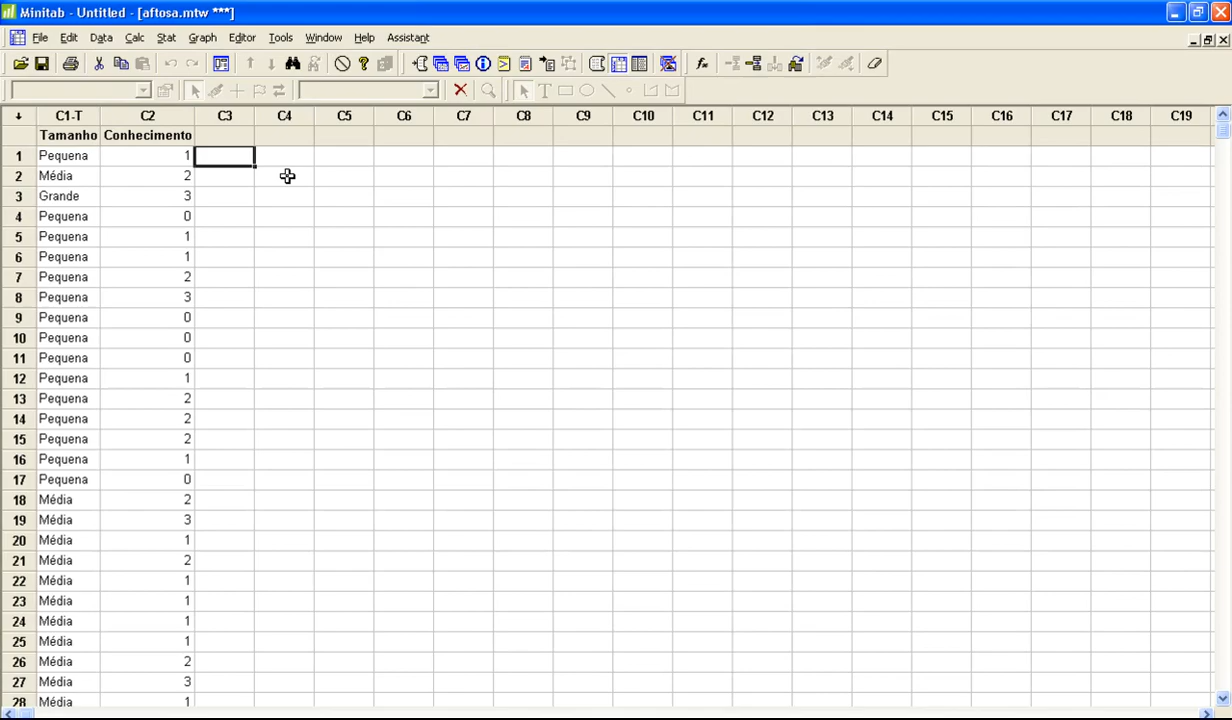 Minitab - Untitled - [aftosa.mtw ***]
File Edit Data Calc Stat Graph Editor Tools Window Help Assistant
↓ C1-T C2 C3 C4 C5 C6 C7 C8 C9 C10 C11 C12 C13 C14 C15 C16 C17 C18 C19
Tamanho Conhecimento
1 Pequena 1
2 Média 2
3 Grande 3
4 Pequena 0
5 Pequena 1
6 Pequena 1
7 Pequena 2
8 Pequena 3
9 Pequena 0
10 Pequena 0
11 Pequena 0
12 Pequena 1
13 Pequena 2
14 Pequena 2
15 Pequena 2
16 Pequena 1
17 Pequena 0
18 Média 2
19 Média 3
20 Média 1
21 Média 2
22 Média 1
23 Média 1
24 Média 1
25 Média 1
26 Média 2
27 Média 3
28 Média 1